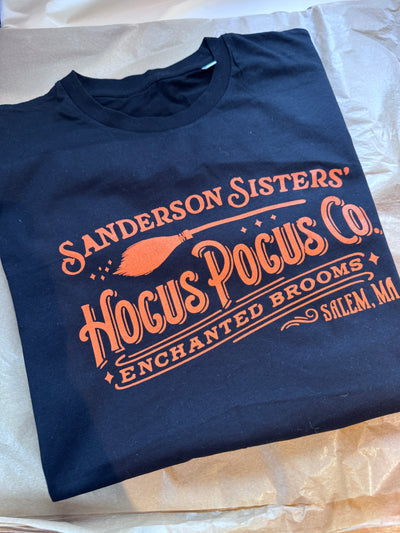 SANDERSON SISTERS'
HOCUS POCUS CO.
ENCHANTED BROOMS
SALEM, MA